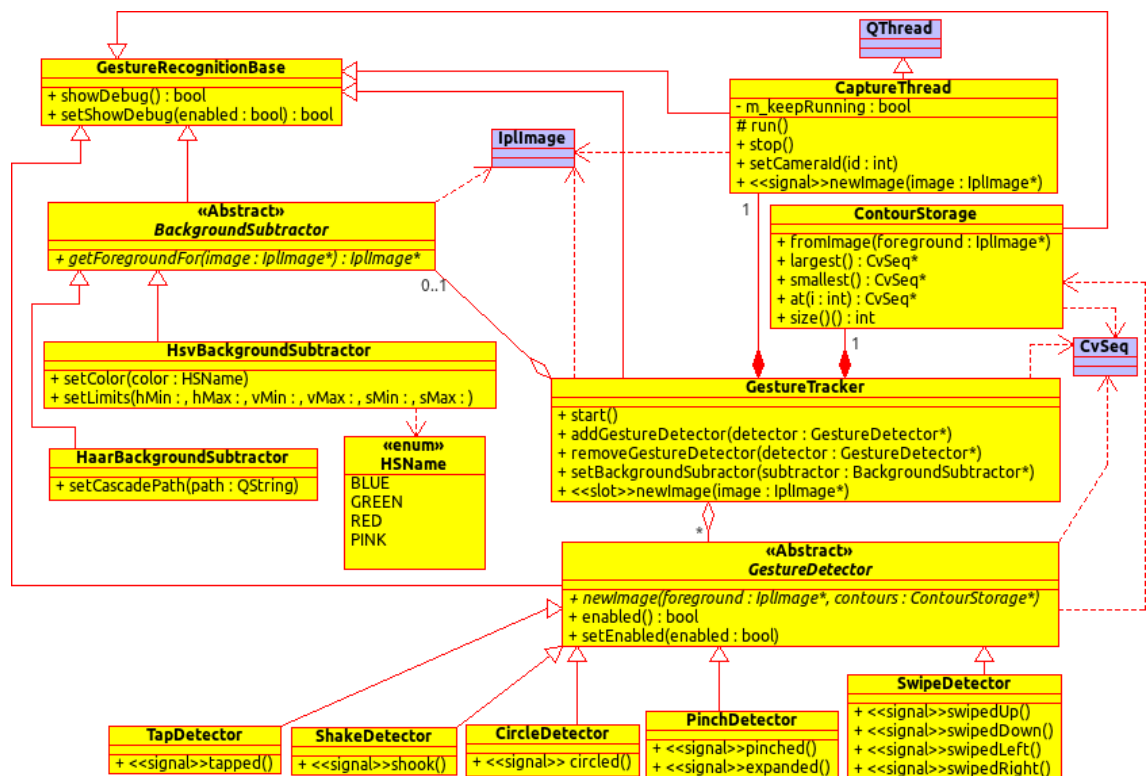 QThread
GestureRecognitionBase
+ showDebug() : bool
+ setShowDebug(enabled : bool) : bool
CaptureThread
- m_keepRunning : bool
# run()
+ stop()
+ setCameraId(id : int)
+ <<signal>>newImage(image : IplImage*)
IplImage
1
«Abstract»
BackgroundSubtractor
+ getForegroundFor(image : IplImage*) : IplImage*
0..1
ContourStorage
+ fromImage(foreground : IplImage*)
+ largest() : CvSeq*
+ smallest() : CvSeq*
+ at(i : int) : CvSeq*
+ size()() : int
1
CvSeq
HsvBackgroundSubtractor
+ setColor(color : HSName)
+ setLimits(hMin : , hMax : , vMin : , vMax : , sMin : , sMax : )
HaarBackgroundSubtractor
+ setCascadePath(path : QString)
«enum»
HSName
BLUE
GREEN
RED
PINK
GestureTracker
+ start()
+ addGestureDetector(detector : GestureDetector*)
+ removeGestureDetector(detector : GestureDetector*)
+ setBackgroundSubractor(subtractor : BackgroundSubtractor*)
+ <<slot>>newImage(image : IplImage*)
*
«Abstract»
GestureDetector
+ newImage(foreground : IplImage*, contours : ContourStorage*)
+ enabled() : bool
+ setEnabled(enabled : bool)
TapDetector
+ <<signal>>tapped()
ShakeDetector
+ <<signal>>shook()
CircleDetector
+ <<signal>> circled()
PinchDetector
+ <<signal>>pinched()
+ <<signal>>expanded()
SwipeDetector
+ <<signal>>swipedUp()
+ <<signal>>swipedDown()
+ <<signal>>swipedLeft()
+ <<signal>>swipedRight()